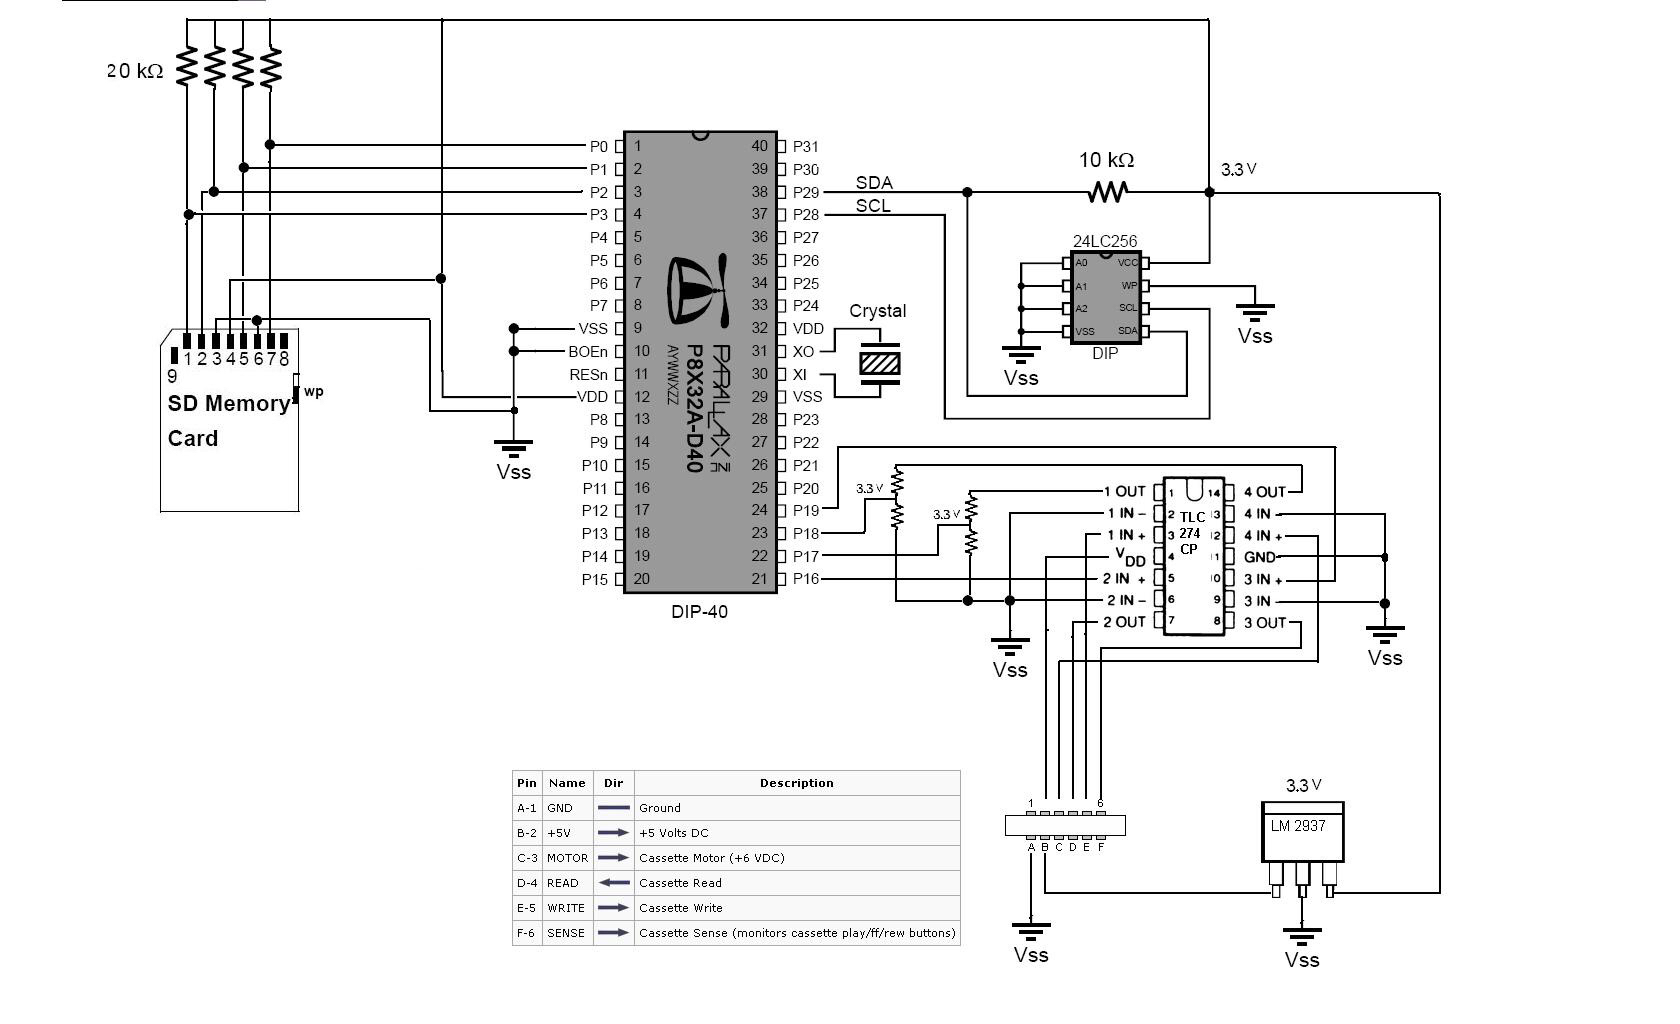 20 kΩ
P0 1 40 P31
P1 2 39 P30
P2 3 38 P29 SDA
P3 4 37 P28 SCL
P4 5 36 P27
P5 6 35 P26
P6 7 34 P25
P7 8 33 P24
VSS 9 32 VDD
BOEn 10 31 XO
RESn 11 30 XI
VDD 12 29 VSS
P8 13 28 P23
P9 14 27 P22
P10 15 26 P21
P11 16 25 P20
P12 17 24 P19
P13 18 23 P18
P14 19 22 P17
P15 20 21 P16
PARALLAX
P8X32A-D40
AYWWXZZ
DIP-40
1 2 3 4 5 6 7 8
9
wp
SD Memory
Card
Vss
Crystal
10 kΩ
3.3 V
24LC256
A0 VCC
A1 WP
A2 SCL
VSS SDA
DIP
Vss
Vss
3.3 V
3.3 V
1 OUT 1 14 4 OUT
1 IN − 2 13 4 IN −
1 IN + 3 12 4 IN +
VDD 4 11 GND
2 IN + 5 10 3 IN +
2 IN − 6 9 3 IN −
2 OUT 7 8 3 OUT
TLC
274
CP
Vss
Vss
Pin Name Dir Description
A-1 GND Ground
B-2 +5V +5 Volts DC
C-3 MOTOR Cassette Motor (+6 VDC)
D-4 READ Cassette Read
E-5 WRITE Cassette Write
F-6 SENSE Cassette Sense (monitors cassette play/ff/rew buttons)
1 6
A B C D E F
Vss
3.3 V
LM 2937
Vss